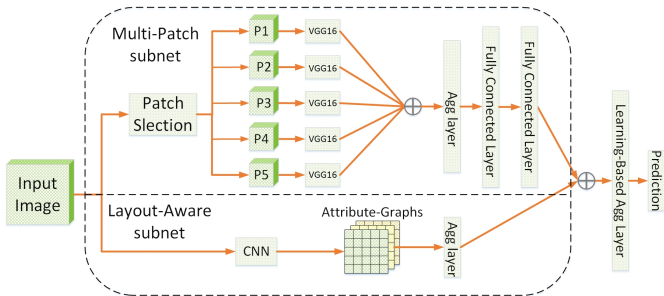 Multi-Patch
subnet
P1
VGG16
P2
VGG16
P3
VGG16
P4
VGG16
P5
VGG16
Patch
Slection
Agg layer
Fully Connected Layer
Fully Connected Layer
Input
Image
Layout-Aware
subnet
CNN
Attribute-Graphs
Agg layer
Learning-Based Agg Layer
Prediction